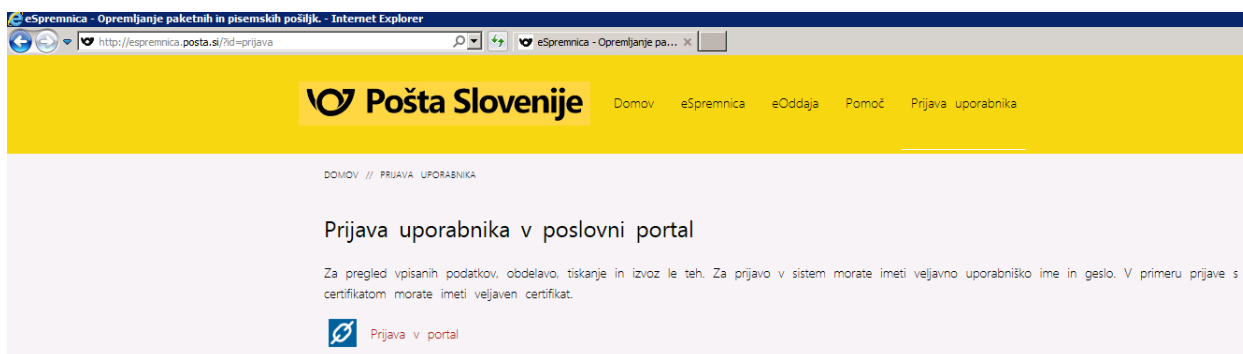 eSpremnica - Opremljanje paketnih in pisemskih pošiljk. - Internet Explorer
http://espremnica.posta.si/?id=prijava
eSpremnica - Opremljanje pa...
Pošta Slovenije
Domov eSpremnica eOddaja Pomoč Prijava uporabnika
DOMOV // PRIJAVA UPORABNIKA
Prijava uporabnika v poslovni portal
Za pregled vpisanih podatkov, obdelavo, tiskanje in izvoz le teh. Za prijavo v sistem morate imeti veljavno uporabniško ime in geslo. V primeru prijave s
certifikatom morate imeti veljaven certifikat.
Prijava v portal